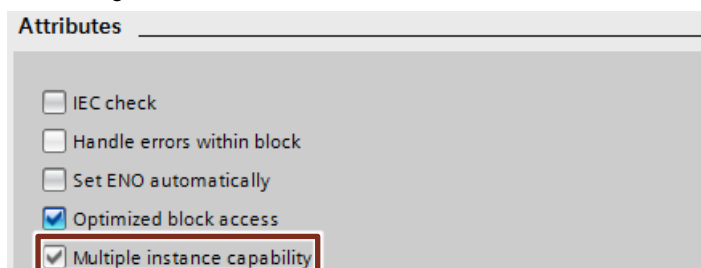 Attributes
IEC check
Handle errors within block
Set ENO automatically
Optimized block access
Multiple instance capability